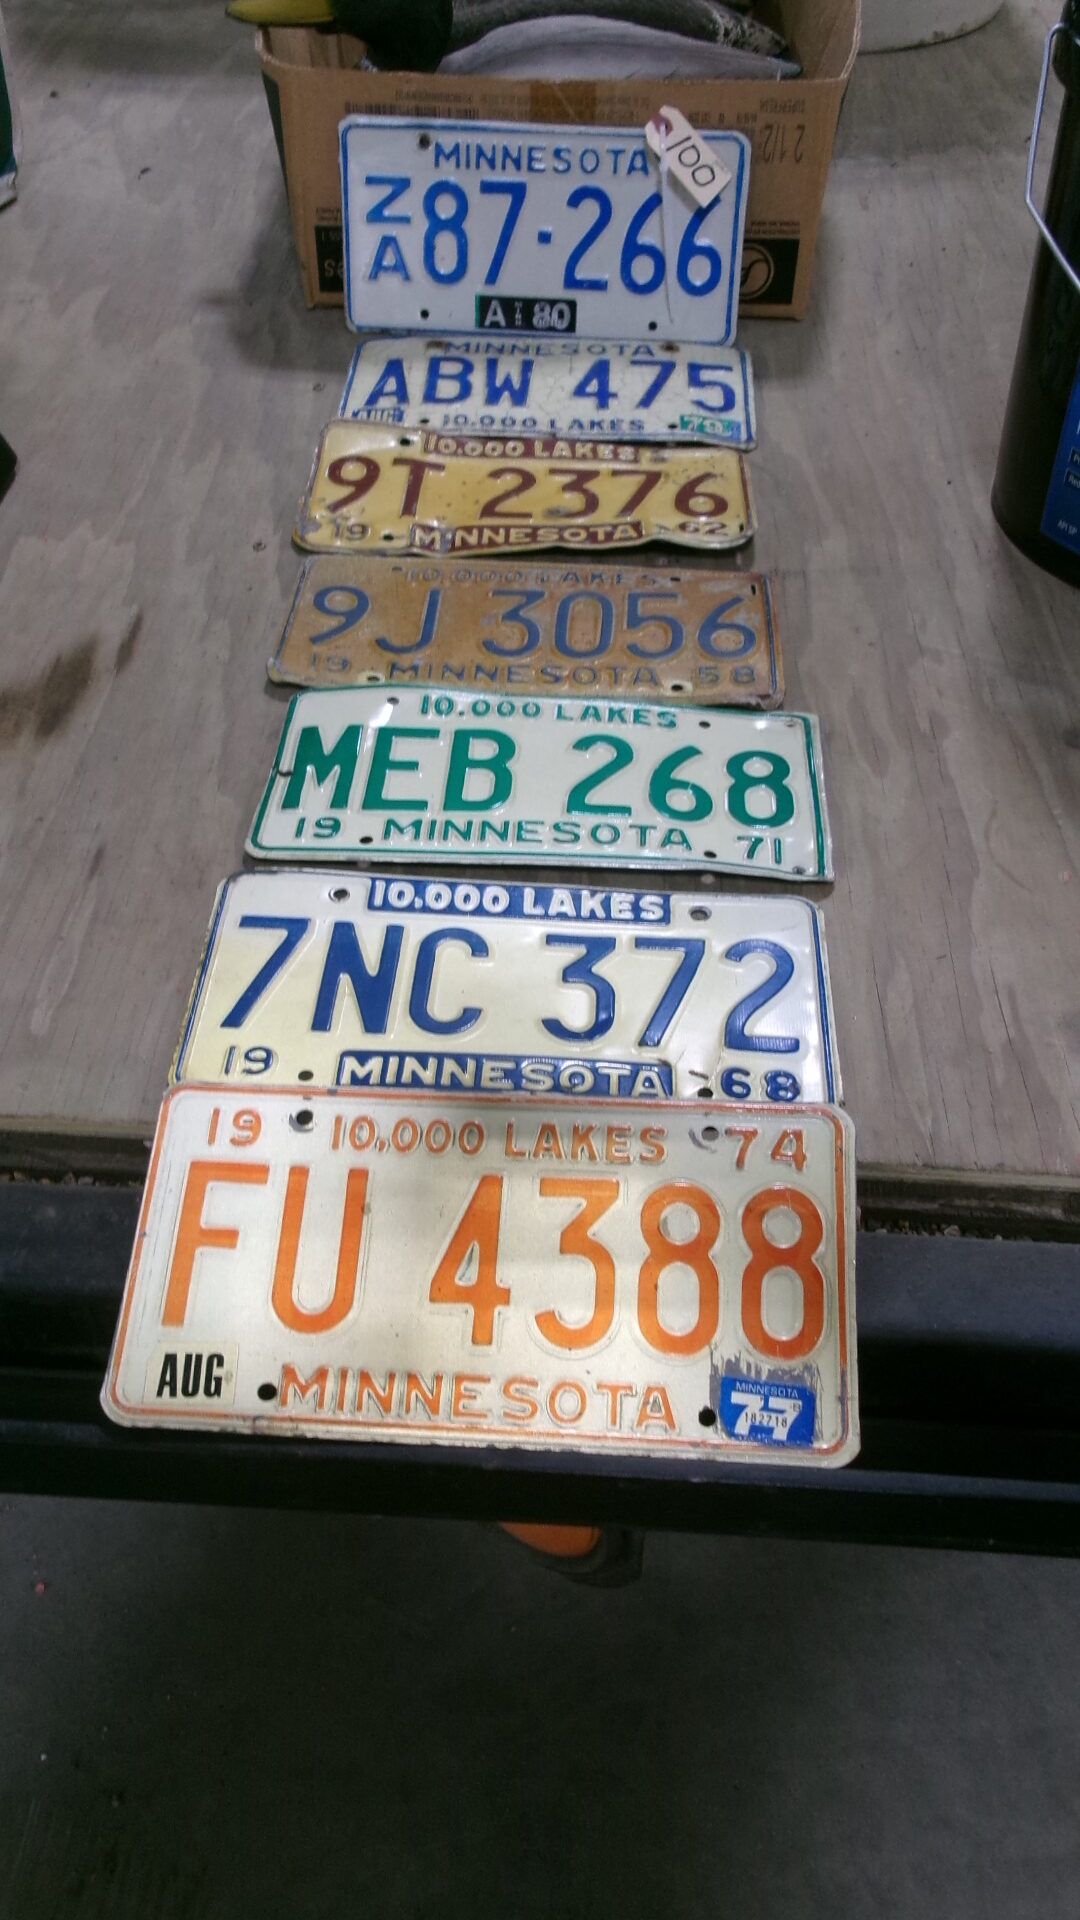 100
MINNESOTA
ZA 87-266
A 80
MINNESOTA
ABW 475
AUG 10,000 LAKES 79
10,000 LAKES
9T 2376
19 MINNESOTA 62
10,000 LAKES
9J 3056
19 MINNESOTA 58
10,000 LAKES
MEB 268
19 MINNESOTA 71
10,000 LAKES
7NC 372
19 MINNESOTA 68
19 10,000 LAKES 74
FU 4388
AUG MINNESOTA
MINNESOTA
77
182718